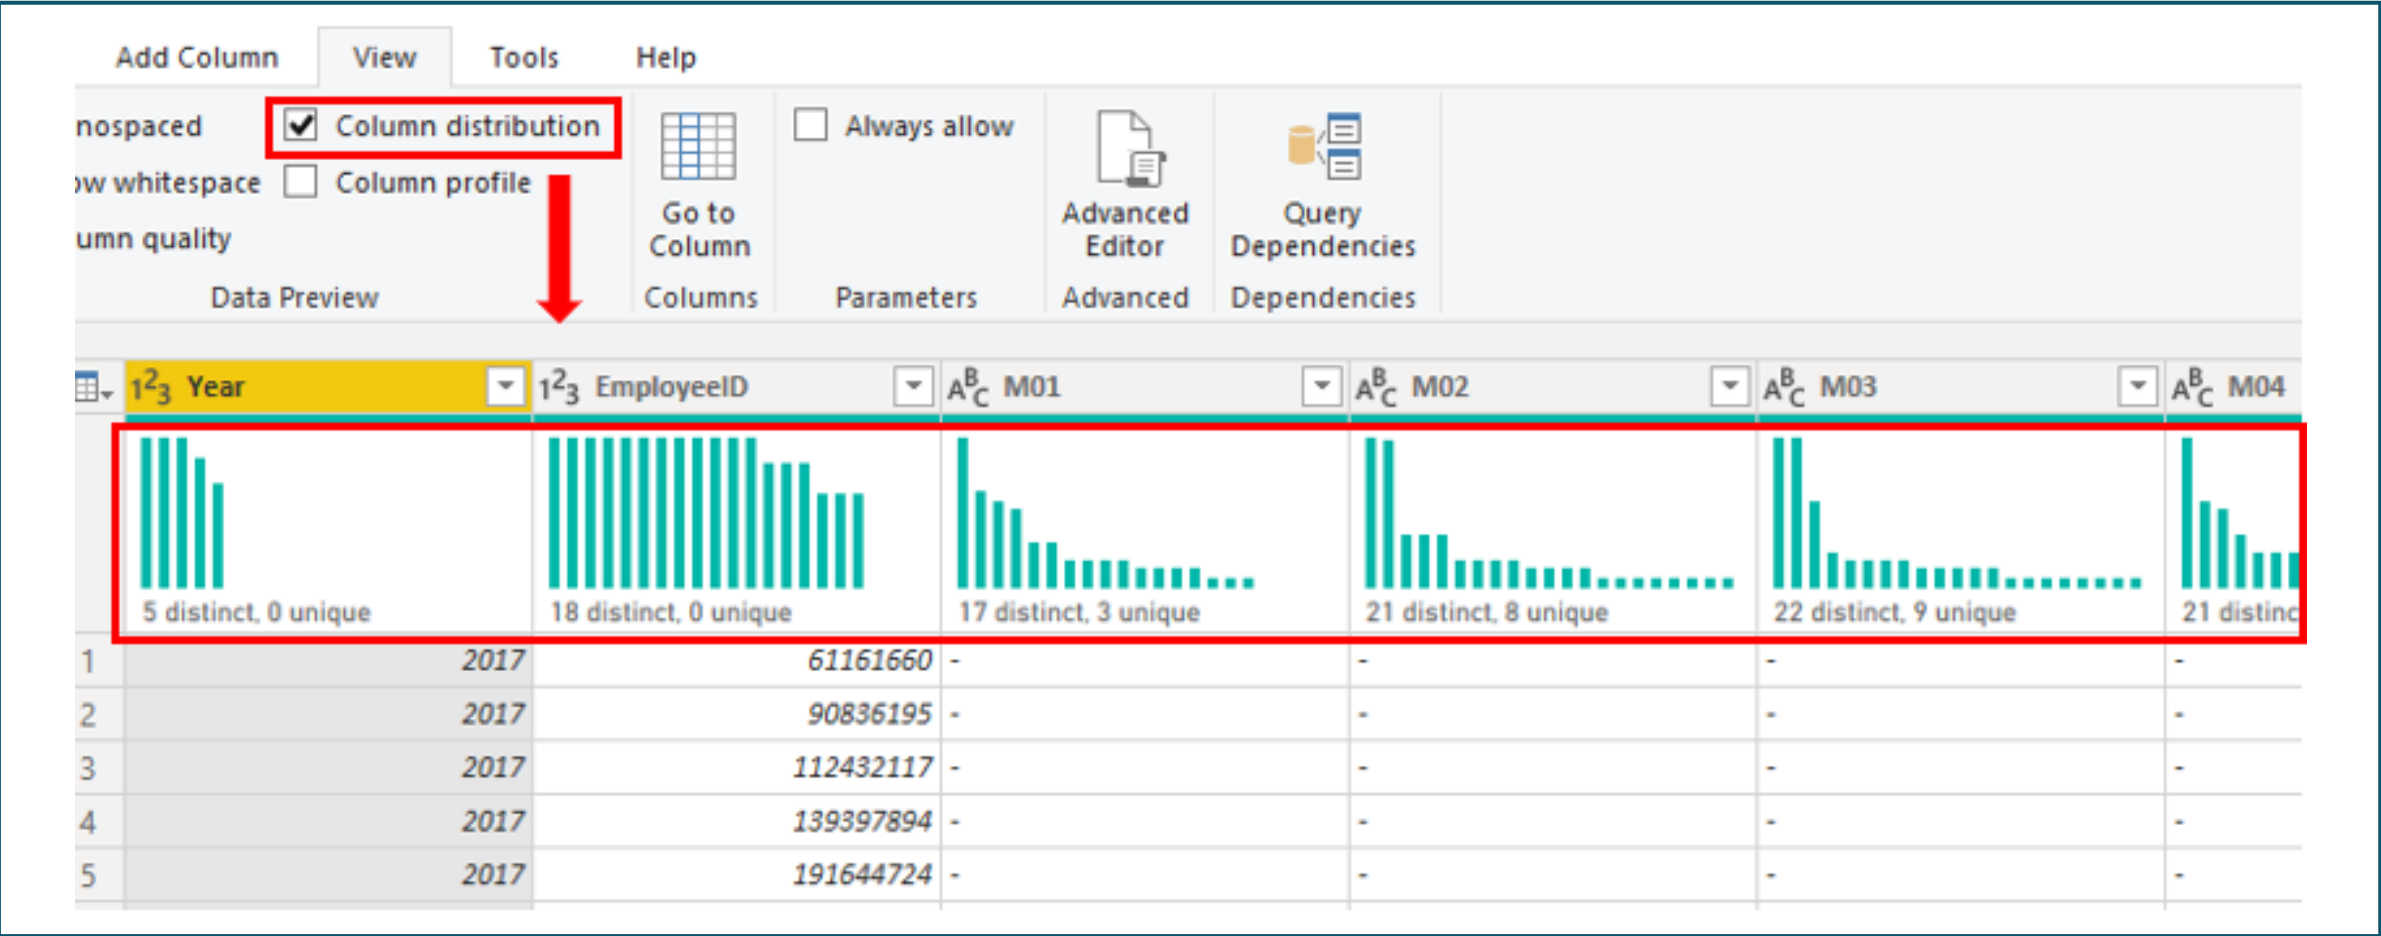 Add Column View Tools Help
nospaced Column distribution Always allow
ow whitespace Column profile
umn quality
Go to Column
Advanced Editor
Query Dependencies
Data Preview Columns Parameters Advanced Dependencies
1²3 Year 1²3 EmployeeID ABC M01 ABC M02 ABC M03 ABC M04
5 distinct, 0 unique 18 distinct, 0 unique 17 distinct, 3 unique 21 distinct, 8 unique 22 distinct, 9 unique 21 distinc
1 2017 61161660 - - - -
2 2017 90836195 - - - -
3 2017 112432117 - - - -
4 2017 139397894 - - - -
5 2017 191644724 - - - -